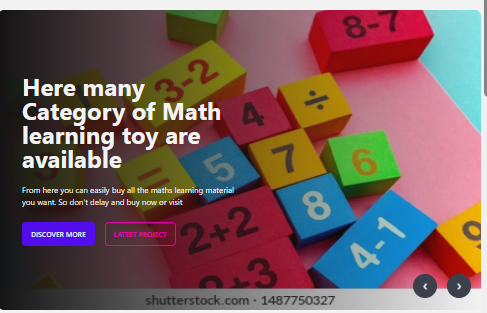 Here many
Category of Math
learning toy are
available
From here you can easily buy all the maths learning material
you want. So don't delay and buy now or visit
DISCOVER MORE
LATEST PROJECT
8-7
3-2
4
÷
=
5
7
6
8
2+2
4-1
9
2+3
shutterstock.com · 1487750327